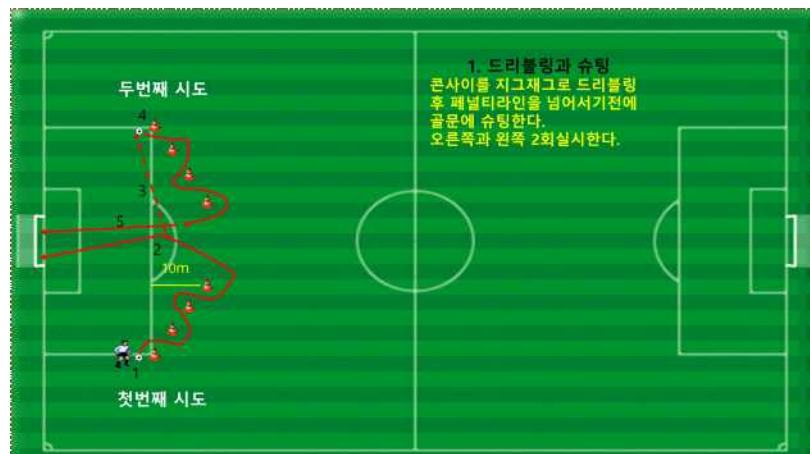 1. 드리블링과 슈팅
콘사이를 지그재그로 드리블링
후 페널티라인을 넘어서기전에
골문에 슈팅한다.
오른쪽과 왼쪽 2회실시한다.
두번째 시도
4
3
5
2
10m
1
첫번째 시도